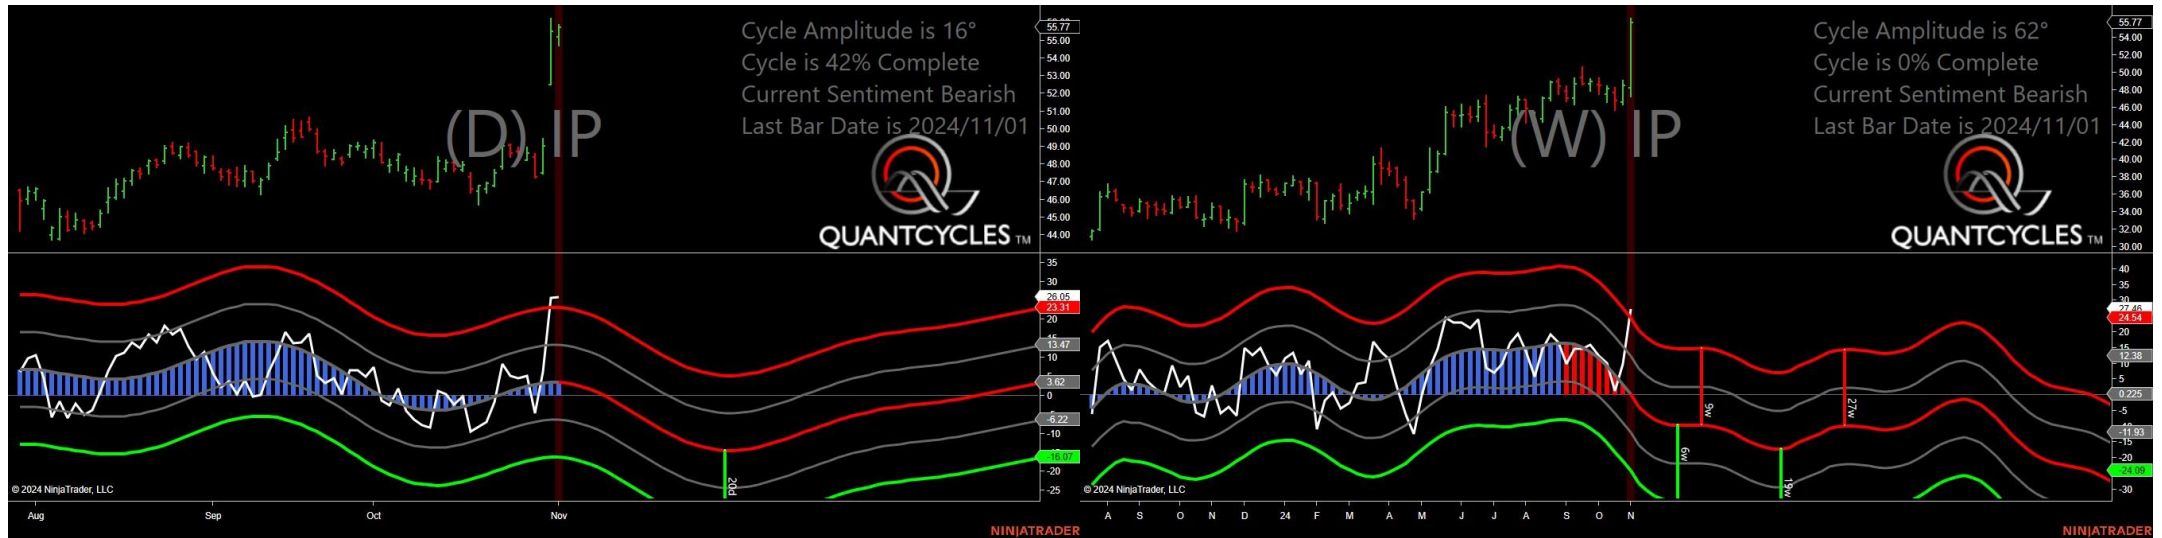 Cycle Amplitude is 16°
Cycle is 42% Complete
Current Sentiment Bearish
Last Bar Date is 2024/11/01
(D) IP
QUANTCYCLES TM
55.77
55.00
54.00
53.00
52.00
51.00
50.00
49.00
48.00
47.00
46.00
45.00
44.00
35
30
26.05
23.31
20
15
13.47
10
5
3.62
0
-6.22
-10
-15
-16.07
-20
-25
20d
© 2024 NinjaTrader, LLC
Aug Sep Oct Nov
NINJATRADER
Cycle Amplitude is 62°
Cycle is 0% Complete
Current Sentiment Bearish
Last Bar Date is 2024/11/01
(W) IP
QUANTCYCLES TM
55.77
54.00
52.00
50.00
48.00
46.00
44.00
42.00
40.00
38.00
36.00
34.00
32.00
30.00
40
35
30
27.46
24.54
20
15
12.38
10
5
0.225
-5
-11.93
-15
-20
-24.09
-30
9w
27w
6w
19w
© 2024 NinjaTrader, LLC
A S O N D 24 F M A M J J A S O N
NINJATRADER